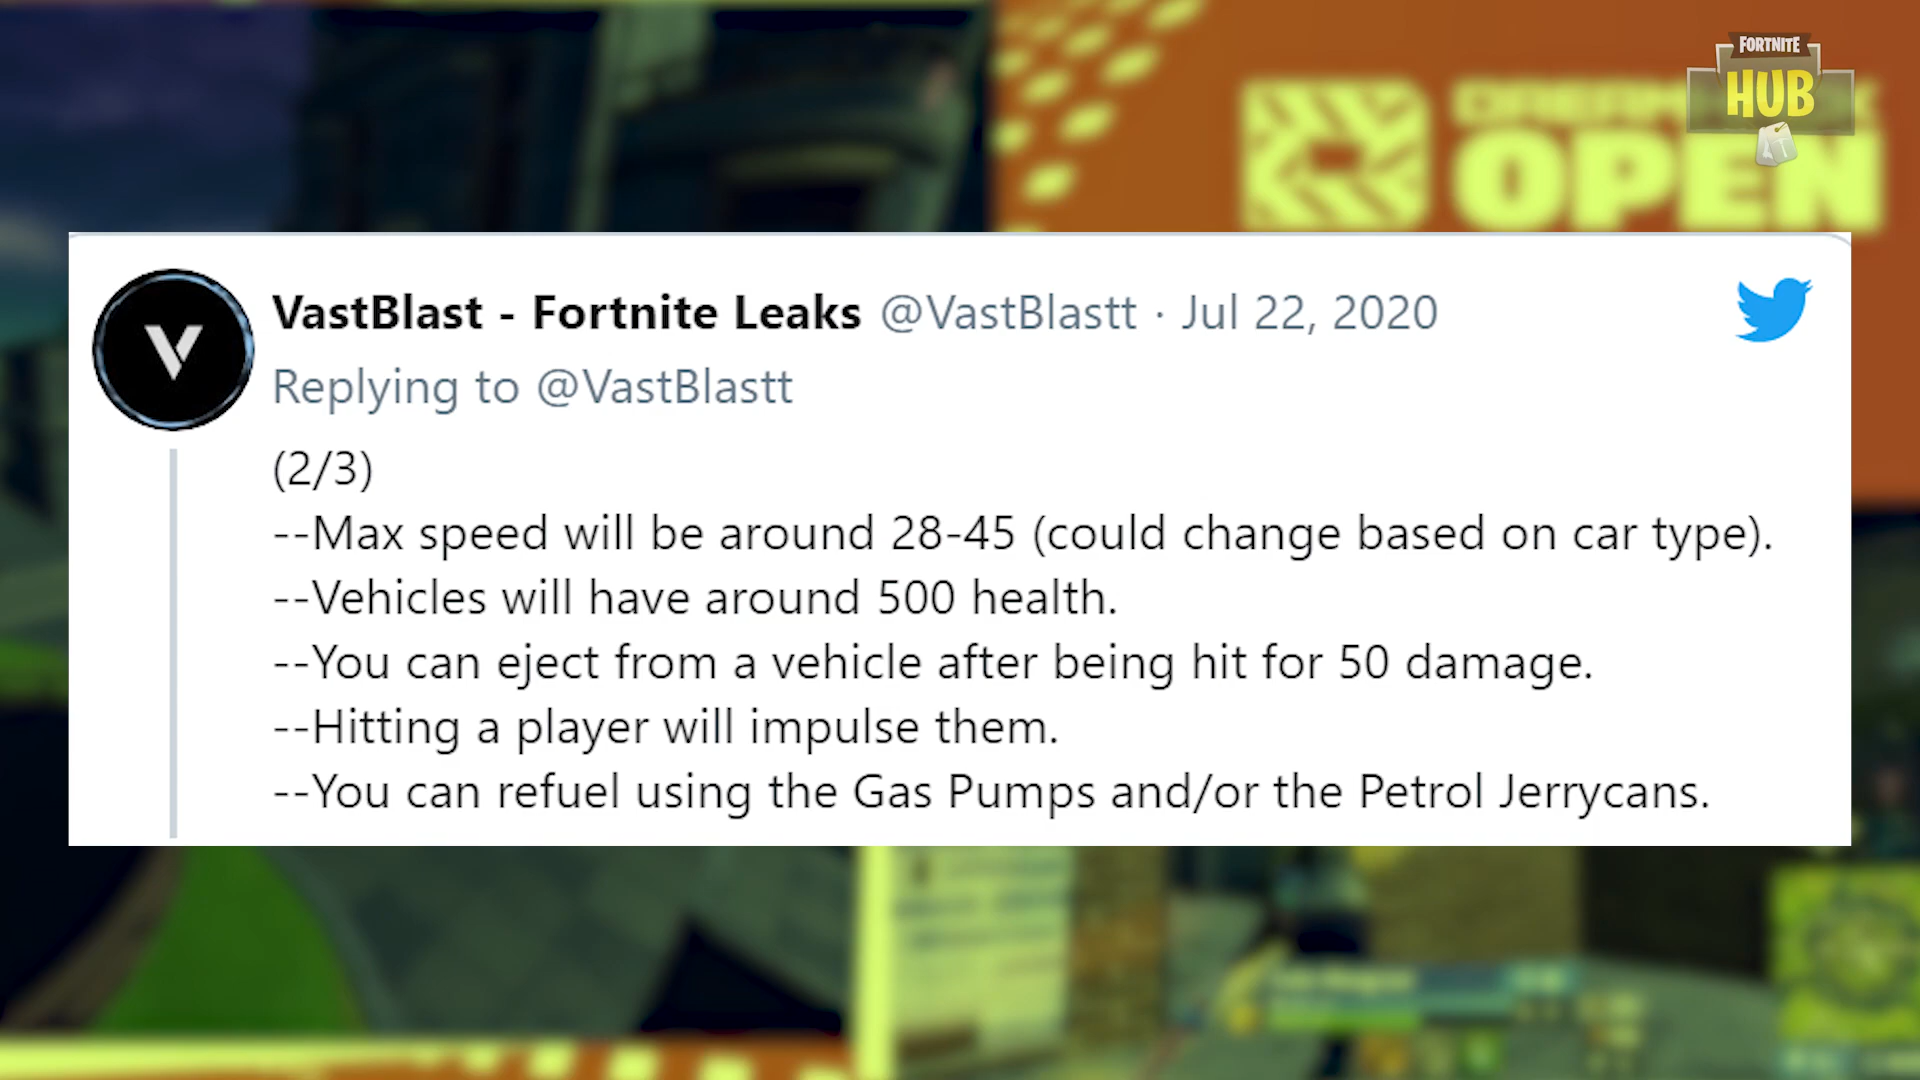 FORTNITE
HUB
OPEN
VastBlast - Fortnite Leaks @VastBlastt · Jul 22, 2020
Replying to @VastBlastt
(2/3)
--Max speed will be around 28-45 (could change based on car type).
--Vehicles will have around 500 health.
--You can eject from a vehicle after being hit for 50 damage.
--Hitting a player will impulse them.
--You can refuel using the Gas Pumps and/or the Petrol Jerrycans.